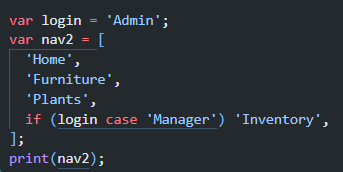 var login = 'Admin';
var nav2 = [
  'Home',
  'Furniture',
  'Plants',
  if (login case 'Manager') 'Inventory',
];
print(nav2);